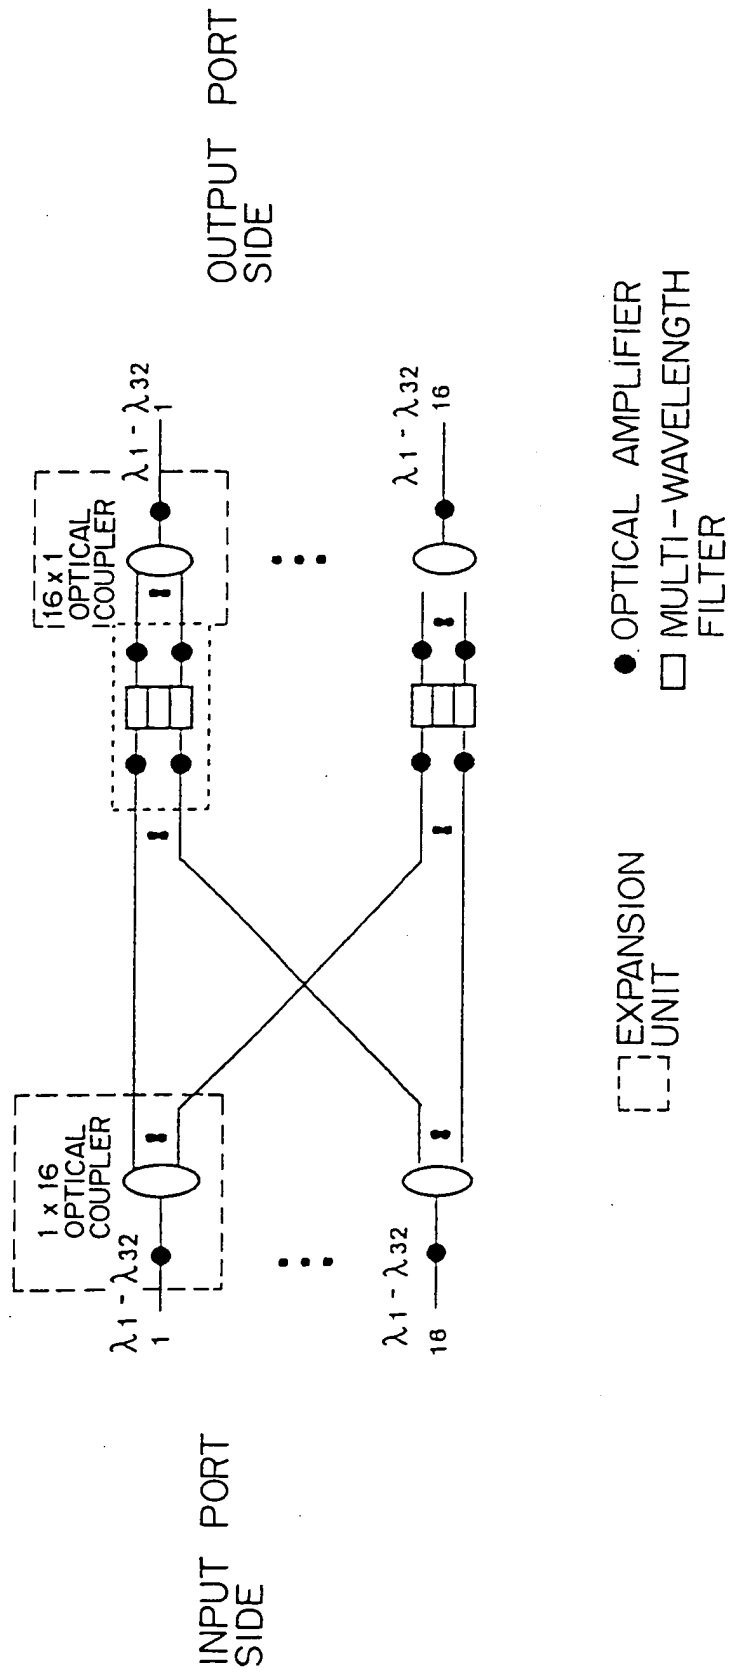 INPUT PORT
SIDE
OUTPUT PORT
SIDE
1 x 16
OPTICAL
COUPLER
16 x 1
OPTICAL
COUPLER
λ1 - λ32
1
λ1 - λ32
1
λ1 - λ32
16
λ1 - λ32
16
EXPANSION
UNIT
OPTICAL AMPLIFIER
MULTI-WAVELENGTH
FILTER